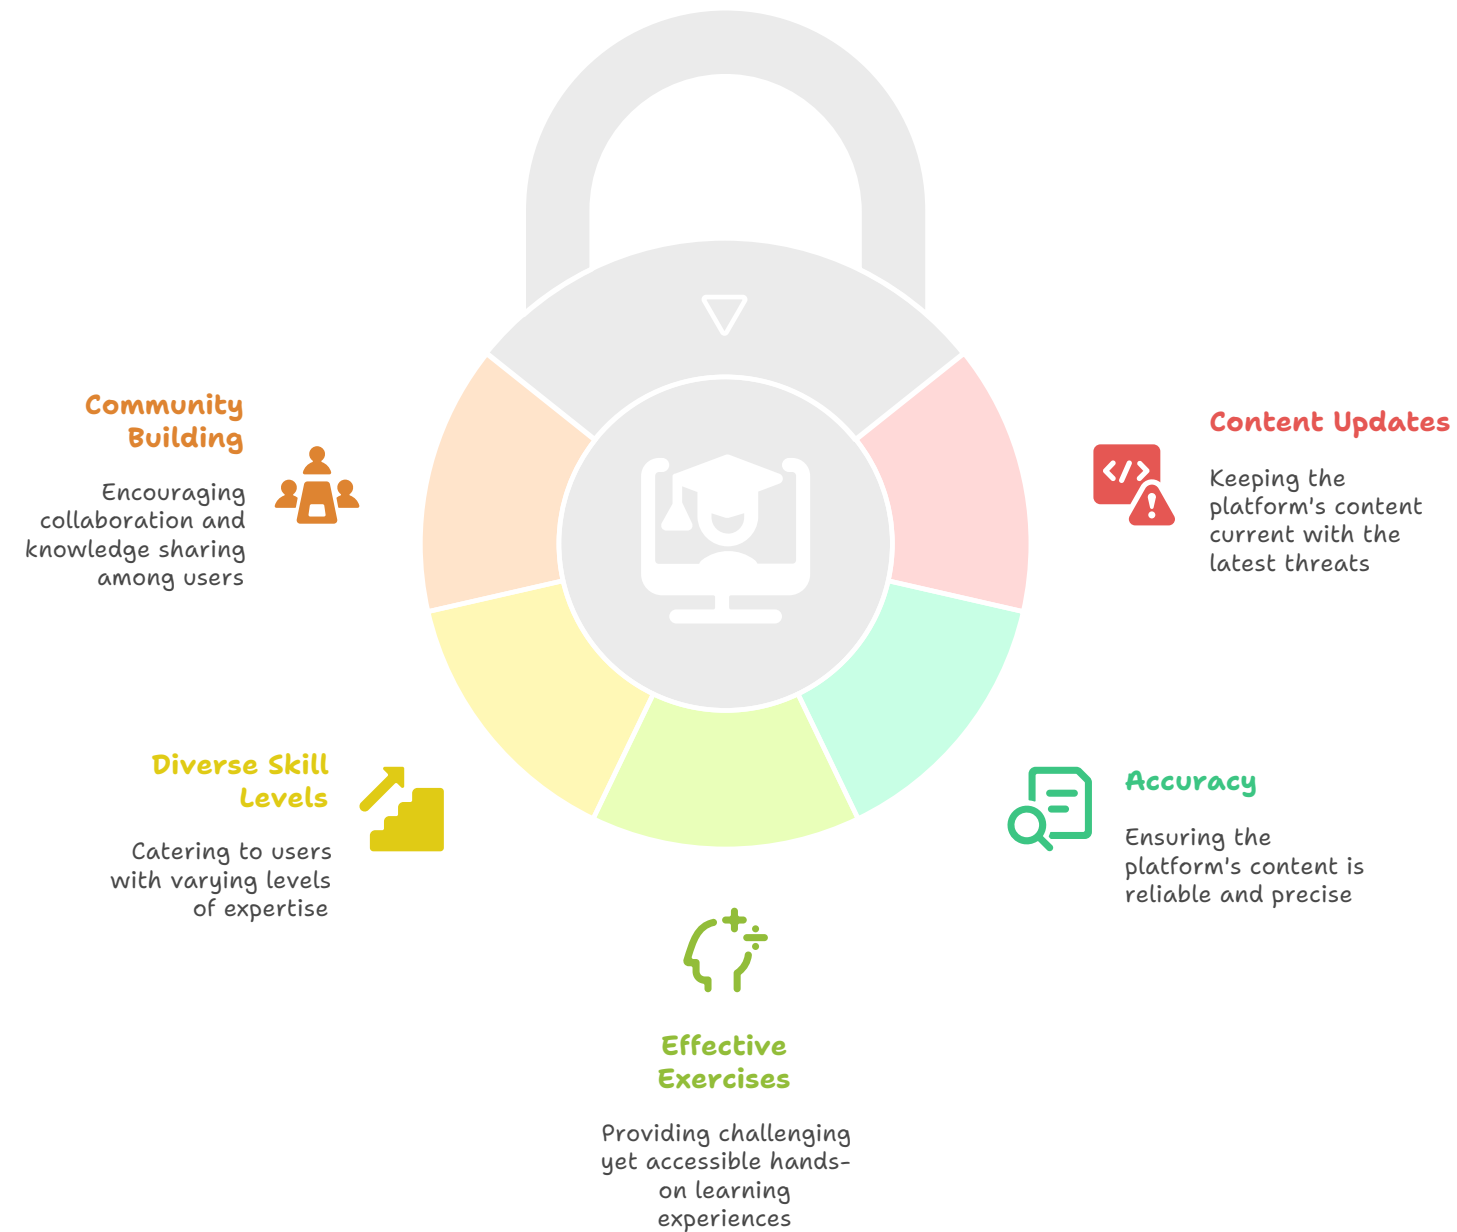 Community
Building
Encouraging
collaboration and
knowledge sharing
among users
Content Updates
Keeping the
platform's content
current with the
latest threats
Diverse Skill
Levels
Catering to users
with varying levels
of expertise
Accuracy
Ensuring the
platform's content is
reliable and precise
Effective
Exercises
Providing challenging
yet accessible hands-
on learning
experiences